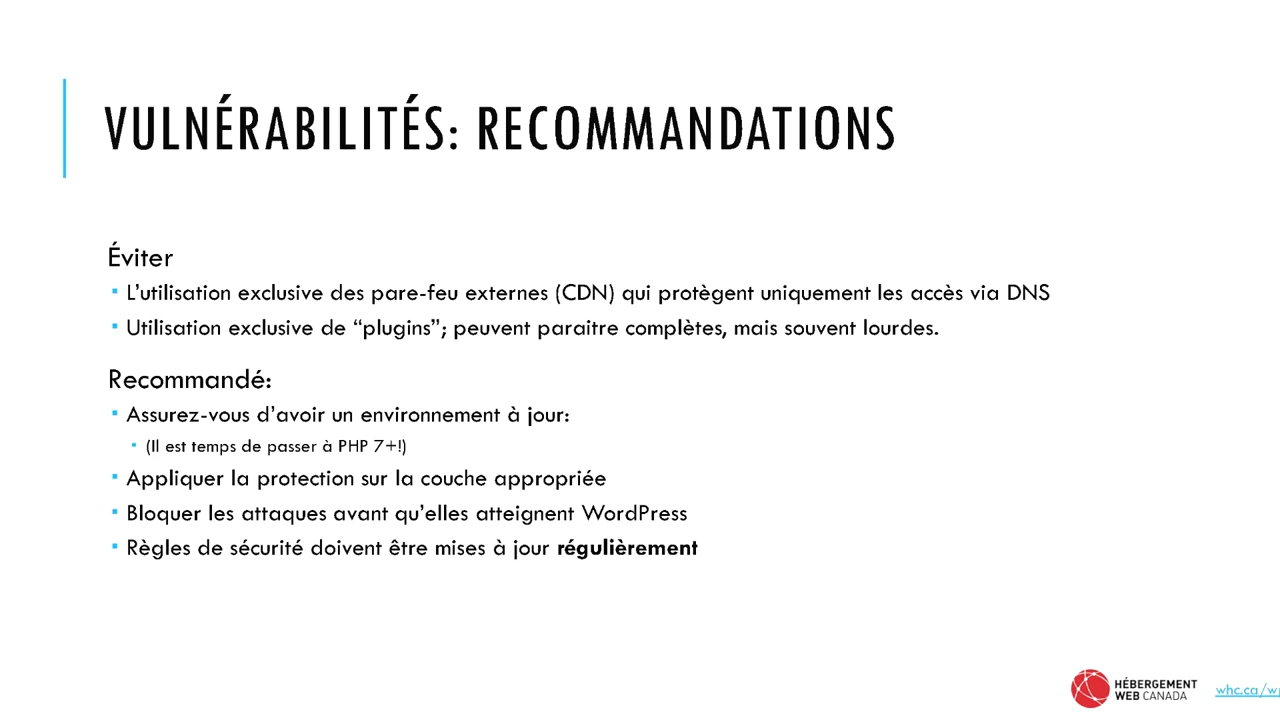 VULNÉRABILITÉS: RECOMMANDATIONS
Éviter
▪ L'utilisation exclusive des pare-feu externes (CDN) qui protègent uniquement les accès via DNS
▪ Utilisation exclusive de “plugins”; peuvent paraitre complètes, mais souvent lourdes.
Recommandé:
▪ Assurez-vous d'avoir un environnement à jour:
▪ (Il est temps de passer à PHP 7+!)
▪ Appliquer la protection sur la couche appropriée
▪ Bloquer les attaques avant qu'elles atteignent WordPress
▪ Règles de sécurité doivent être mises à jour régulièrement
HÉBERGEMENT
WEB CANADA
whc.ca/w